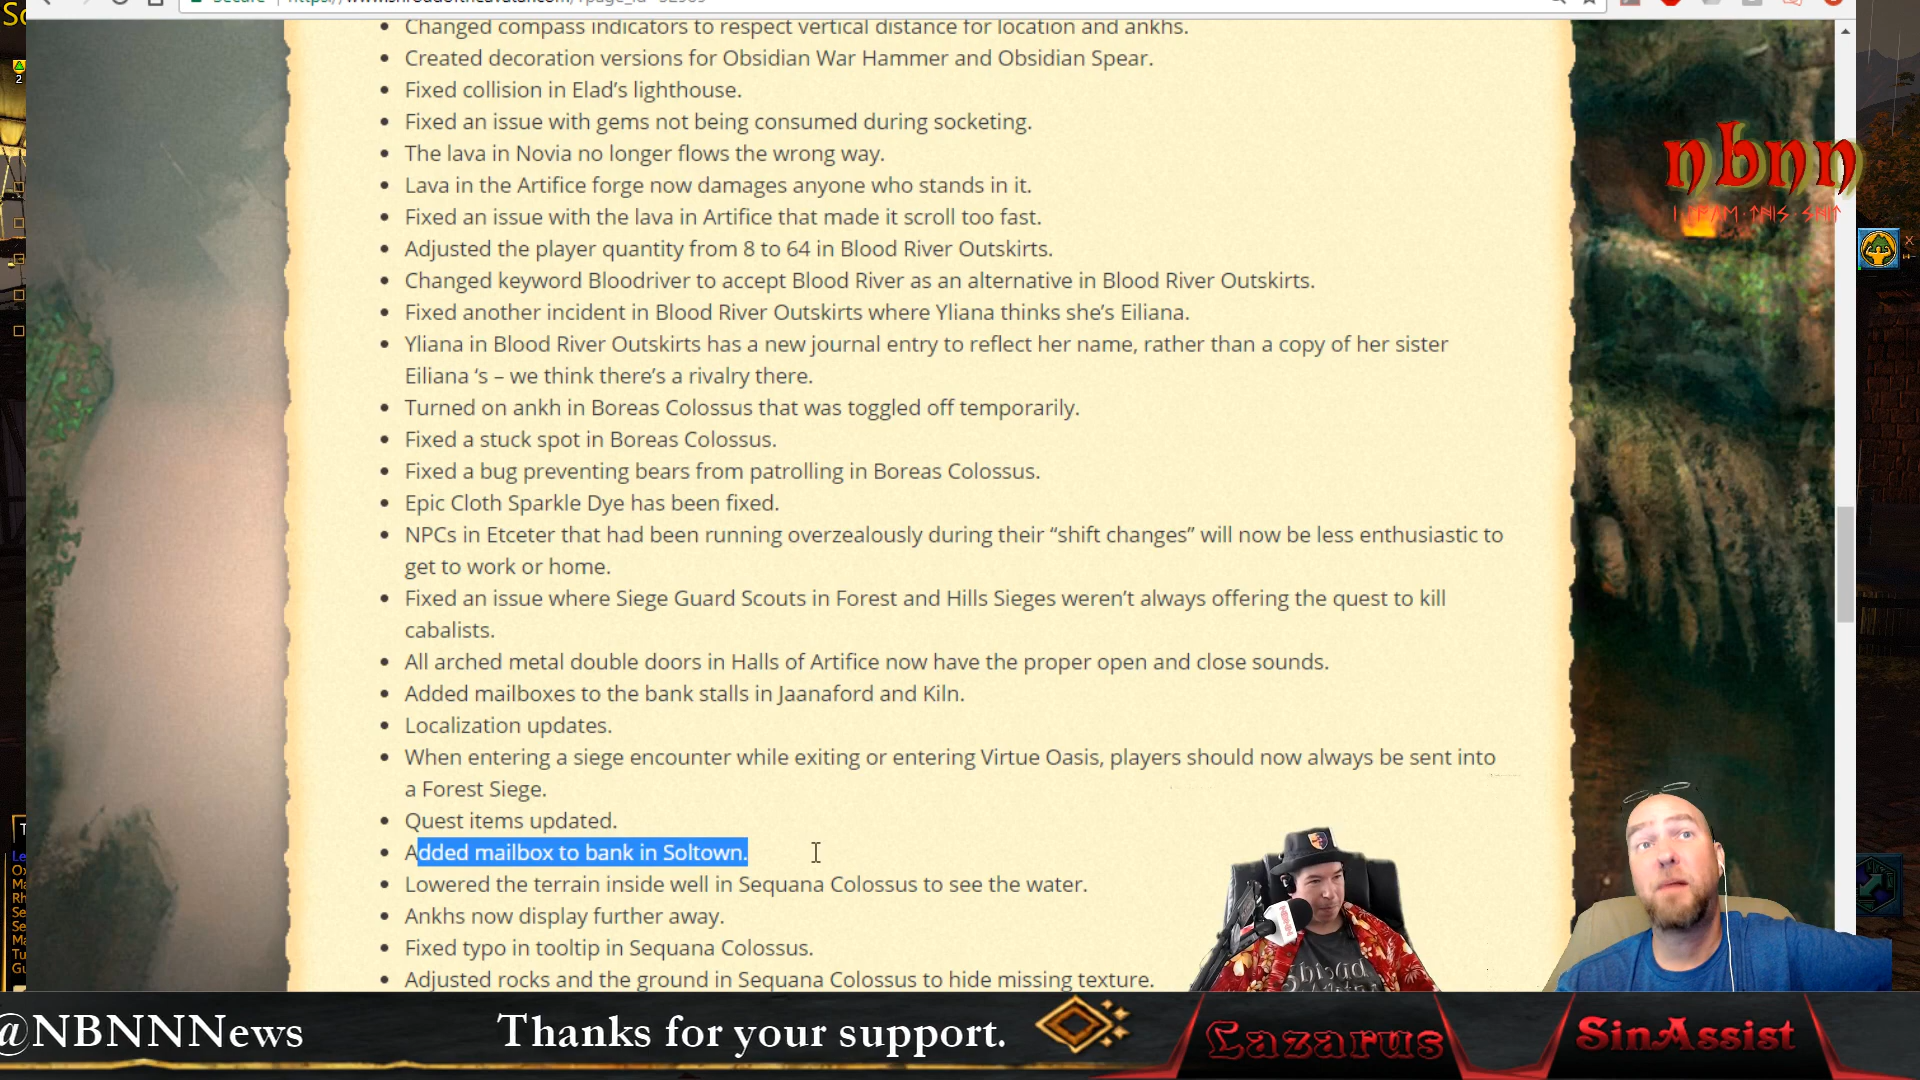 Changed compass indicators to respect vertical distance for location and ankhs.
Created decoration versions for Obsidian War Hammer and Obsidian Spear.
Fixed collision in Elad's lighthouse.
Fixed an issue with gems not being consumed during socketing.
The lava in Novia no longer flows the wrong way.
Lava in the Artifice forge now damages anyone who stands in it.
Fixed an issue with the lava in Artifice that made it scroll too fast.
Adjusted the player quantity from 8 to 64 in Blood River Outskirts.
Changed keyword Bloodriver to accept Blood River as an alternative in Blood River Outskirts.
Fixed another incident in Blood River Outskirts where Yliana thinks she's Eiliana.
Yliana in Blood River Outskirts has a new journal entry to reflect her name, rather than a copy of her sister
Eiliana 's – we think there's a rivalry there.
Turned on ankh in Boreas Colossus that was toggled off temporarily.
Fixed a stuck spot in Boreas Colossus.
Fixed a bug preventing bears from patrolling in Boreas Colossus.
Epic Cloth Sparkle Dye has been fixed.
NPCs in Etceter that had been running overzealously during their “shift changes” will now be less enthusiastic to
get to work or home.
Fixed an issue where Siege Guard Scouts in Forest and Hills Sieges weren't always offering the quest to kill
cabalists.
All arched metal double doors in Halls of Artifice now have the proper open and close sounds.
Added mailboxes to the bank stalls in Jaanaford and Kiln.
Localization updates.
When entering a siege encounter while exiting or entering Virtue Oasis, players should now always be sent into
a Forest Siege.
Quest items updated.
Added mailbox to bank in Soltown.
Lowered the terrain inside well in Sequana Colossus to see the water.
Ankhs now display further away.
Fixed typo in tooltip in Sequana Colossus.
Adjusted rocks and the ground in Sequana Colossus to hide missing texture.
nbnn
@NBNNNews
Thanks for your support.
Lazarus
SinAssist